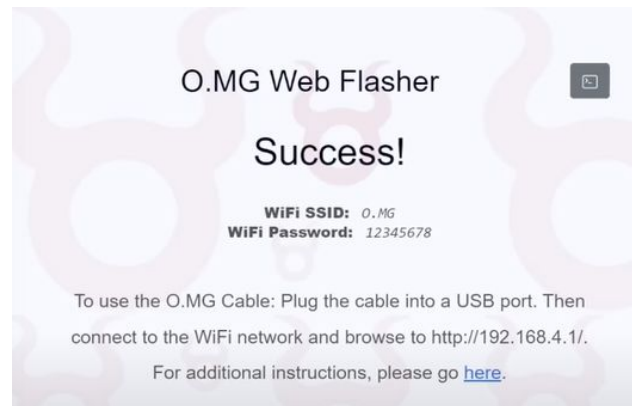 O.MG Web Flasher
Success!
WiFi SSID: O.MG
WiFi Password: 12345678
To use the O.MG Cable: Plug the cable into a USB port. Then
connect to the WiFi network and browse to http://192.168.4.1/.
For additional instructions, please go here.